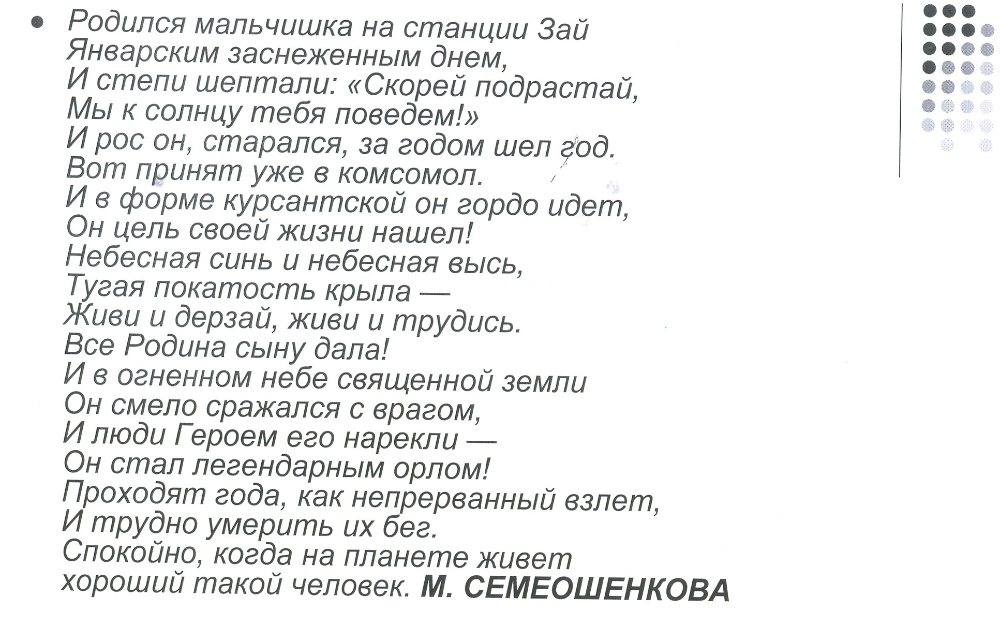 • Родился мальчишка на станции Зай
Январским заснеженным днем,
И степи шептали: «Скорей подрастай,
Мы к солнцу тебя поведем!»
И рос он, старался, за годом шел год.
Вот принят уже в комсомол.
И в форме курсантской он гордо идет,
Он цель своей жизни нашел!
Небесная синь и небесная высь,
Тугая покатость крыла —
Живи и дерзай, живи и трудись.
Все Родина сыну дала!
И в огненном небе священной земли
Он смело сражался с врагом,
И люди Героем его нарекли —
Он стал легендарным орлом!
Проходят года, как непрерванный взлет,
И трудно умерить их бег.
Спокойно, когда на планете живет
хороший такой человек. М. СЕМЕОШЕНКОВА